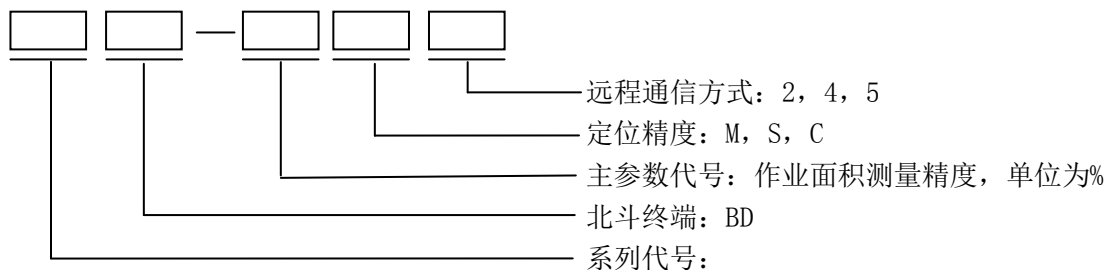 远程通信方式：2，4，5
定位精度：M，S，C
主参数代号：作业面积测量精度，单位为%
北斗终端：BD
系列代号：